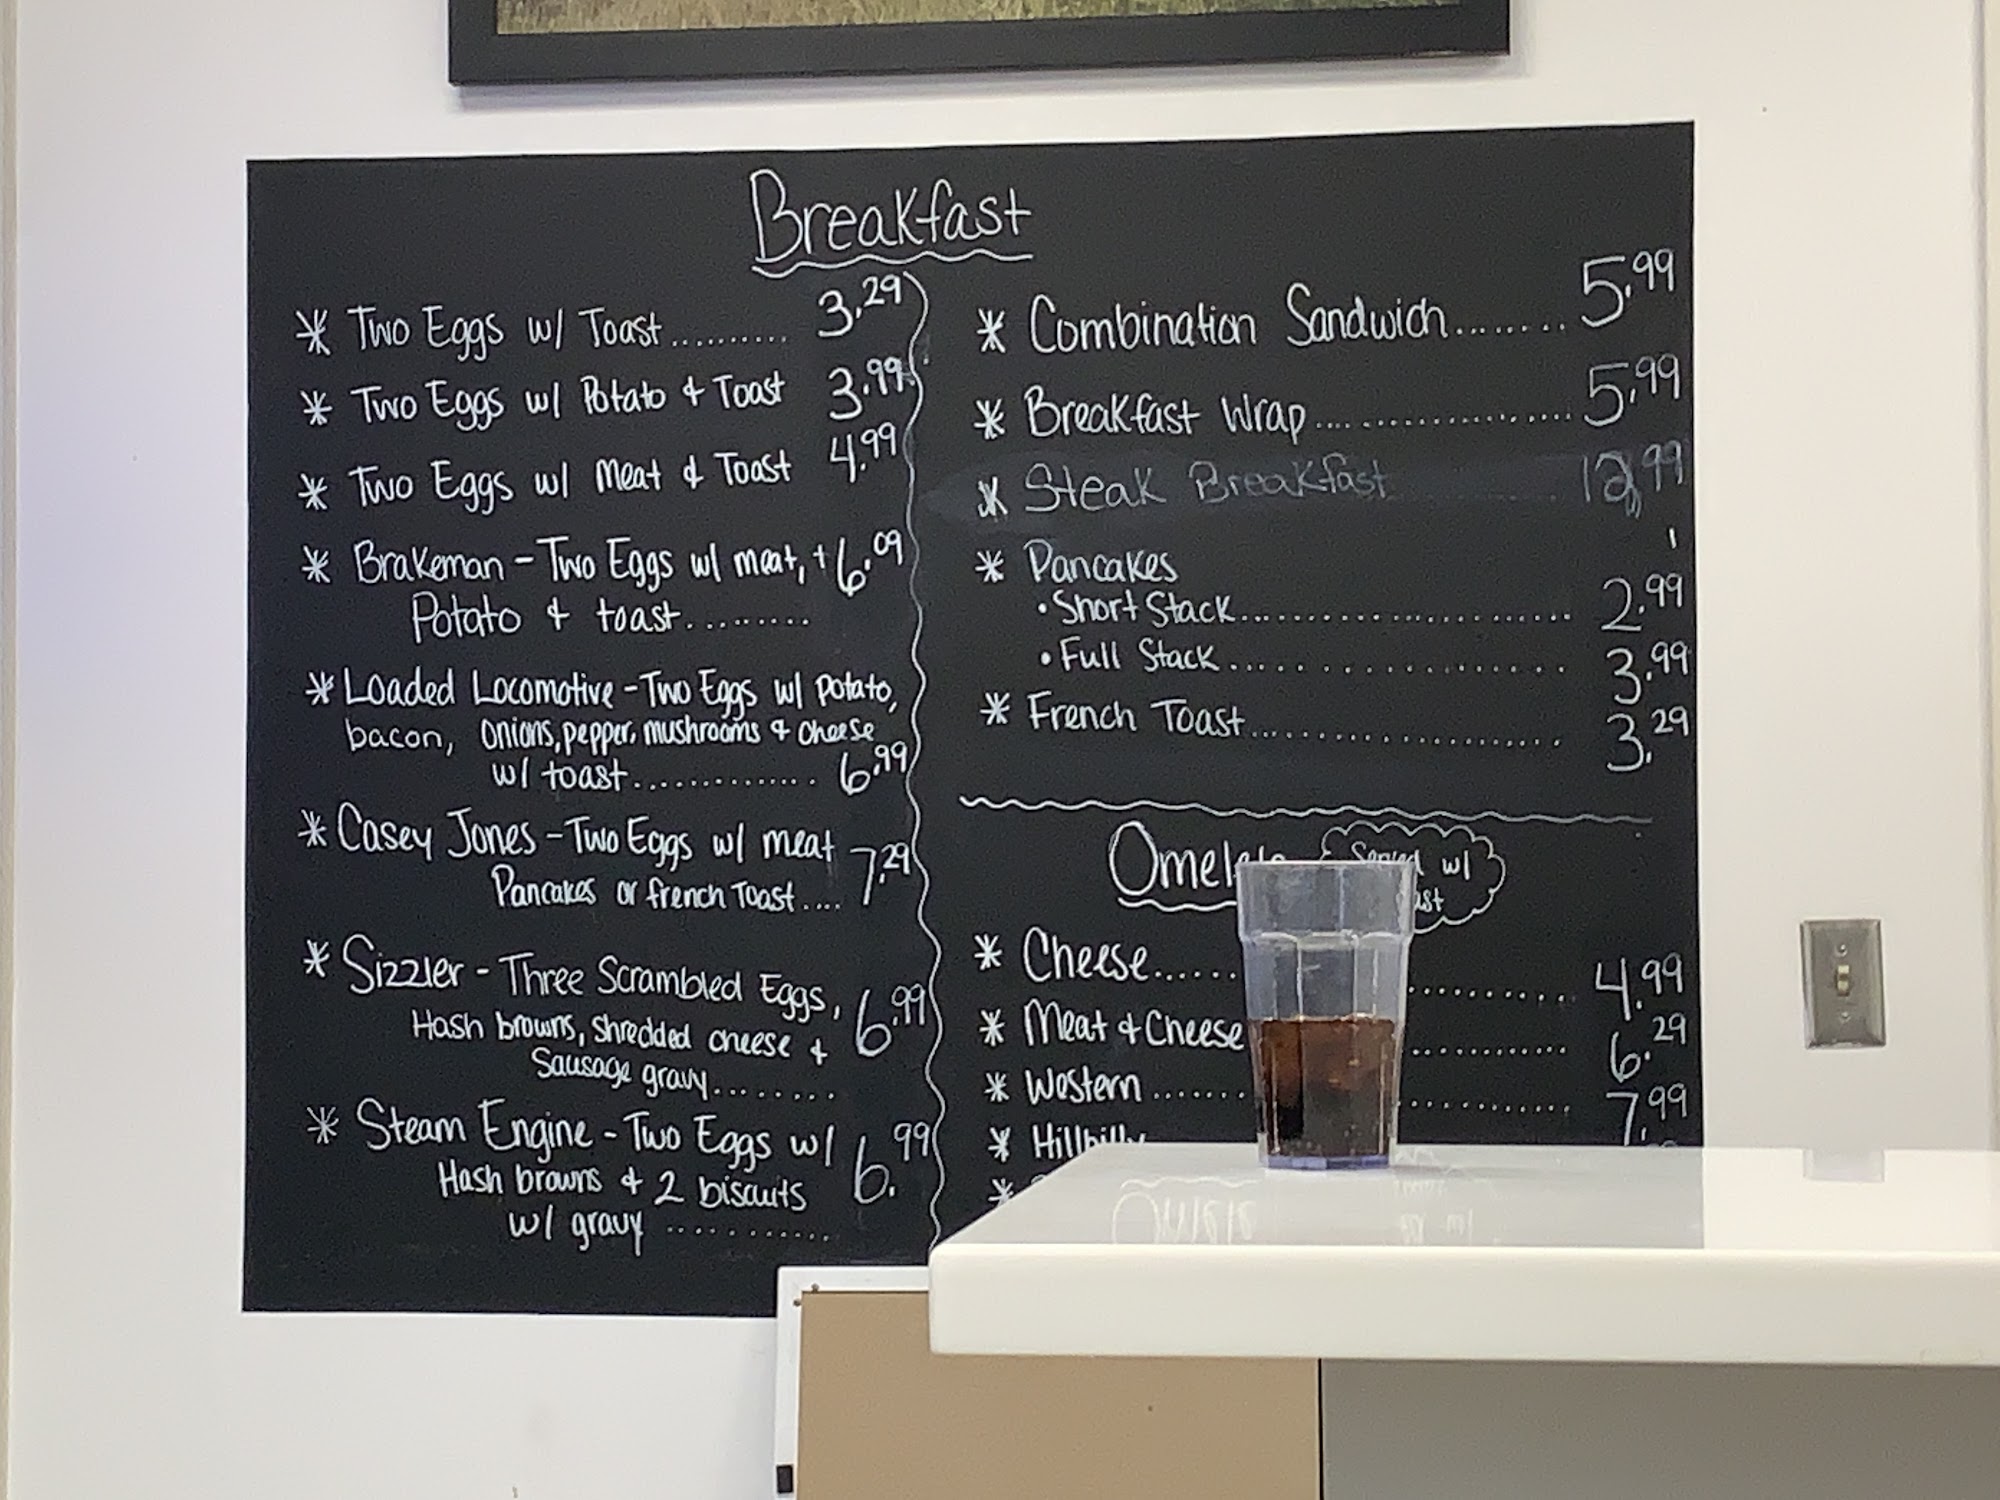 Breakfast
* Two Eggs w/ Toast .......... 3.29
* Two Eggs w/ Potato & Toast 3.99
* Two Eggs w/ Meat & Toast 4.99
* Brakeman - Two Eggs w/ meat, + 6.09
Potato & toast.........
* Loaded Locomotive - Two Eggs w/ Potato,
bacon, Onions, pepper, mushrooms & Cheese
w/ toast.............. 6.99
* Casey Jones - Two Eggs w/ meat 7.29
Pancakes or french Toast ....
* Sizzler - Three Scrambled Eggs, 6.99
Hash browns, Shredded cheese &
Sausage gravy........
* Steam Engine - Two Eggs w/ 6.99
Hash browns & 2 biscuits
w/ gravy ...........
* Combination Sandwich........ 5.99
* Breakfast Wrap.................. 5.99
* Steak Breakfast 12.99
* Pancakes
• Short Stack...................... 2.99
• Full Stack.................. 3.99
* French Toast.................... 3.29
Served w/
* Cheese...... 4.99
* Meat & Cheese 6.29
* Western ....... 7.99
* Hillbilly